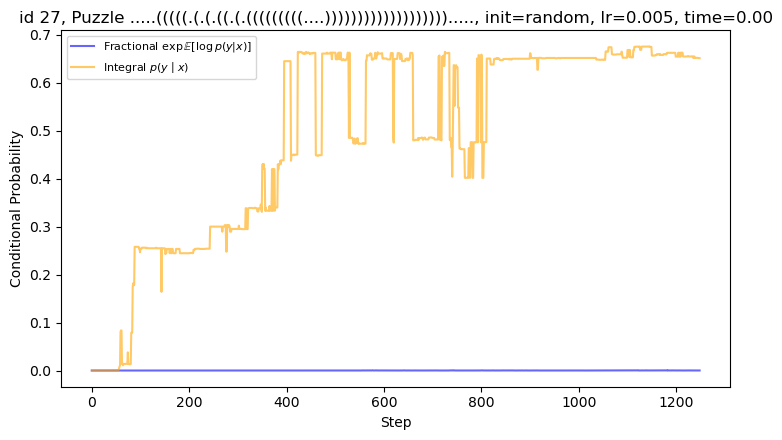 id 27, Puzzle .....(((((.(.(.((.(.(((((((((....))))))))))))))))))))....., init=random, lr=0.005, time=0.00
Fractional exp 𝔼[log p(y|x)]
Integral p(y | x)
Conditional Probability
0.7
0.6
0.5
0.4
0.3
0.2
0.1
0.0
0 200 400 600 800 1000 1200
Step